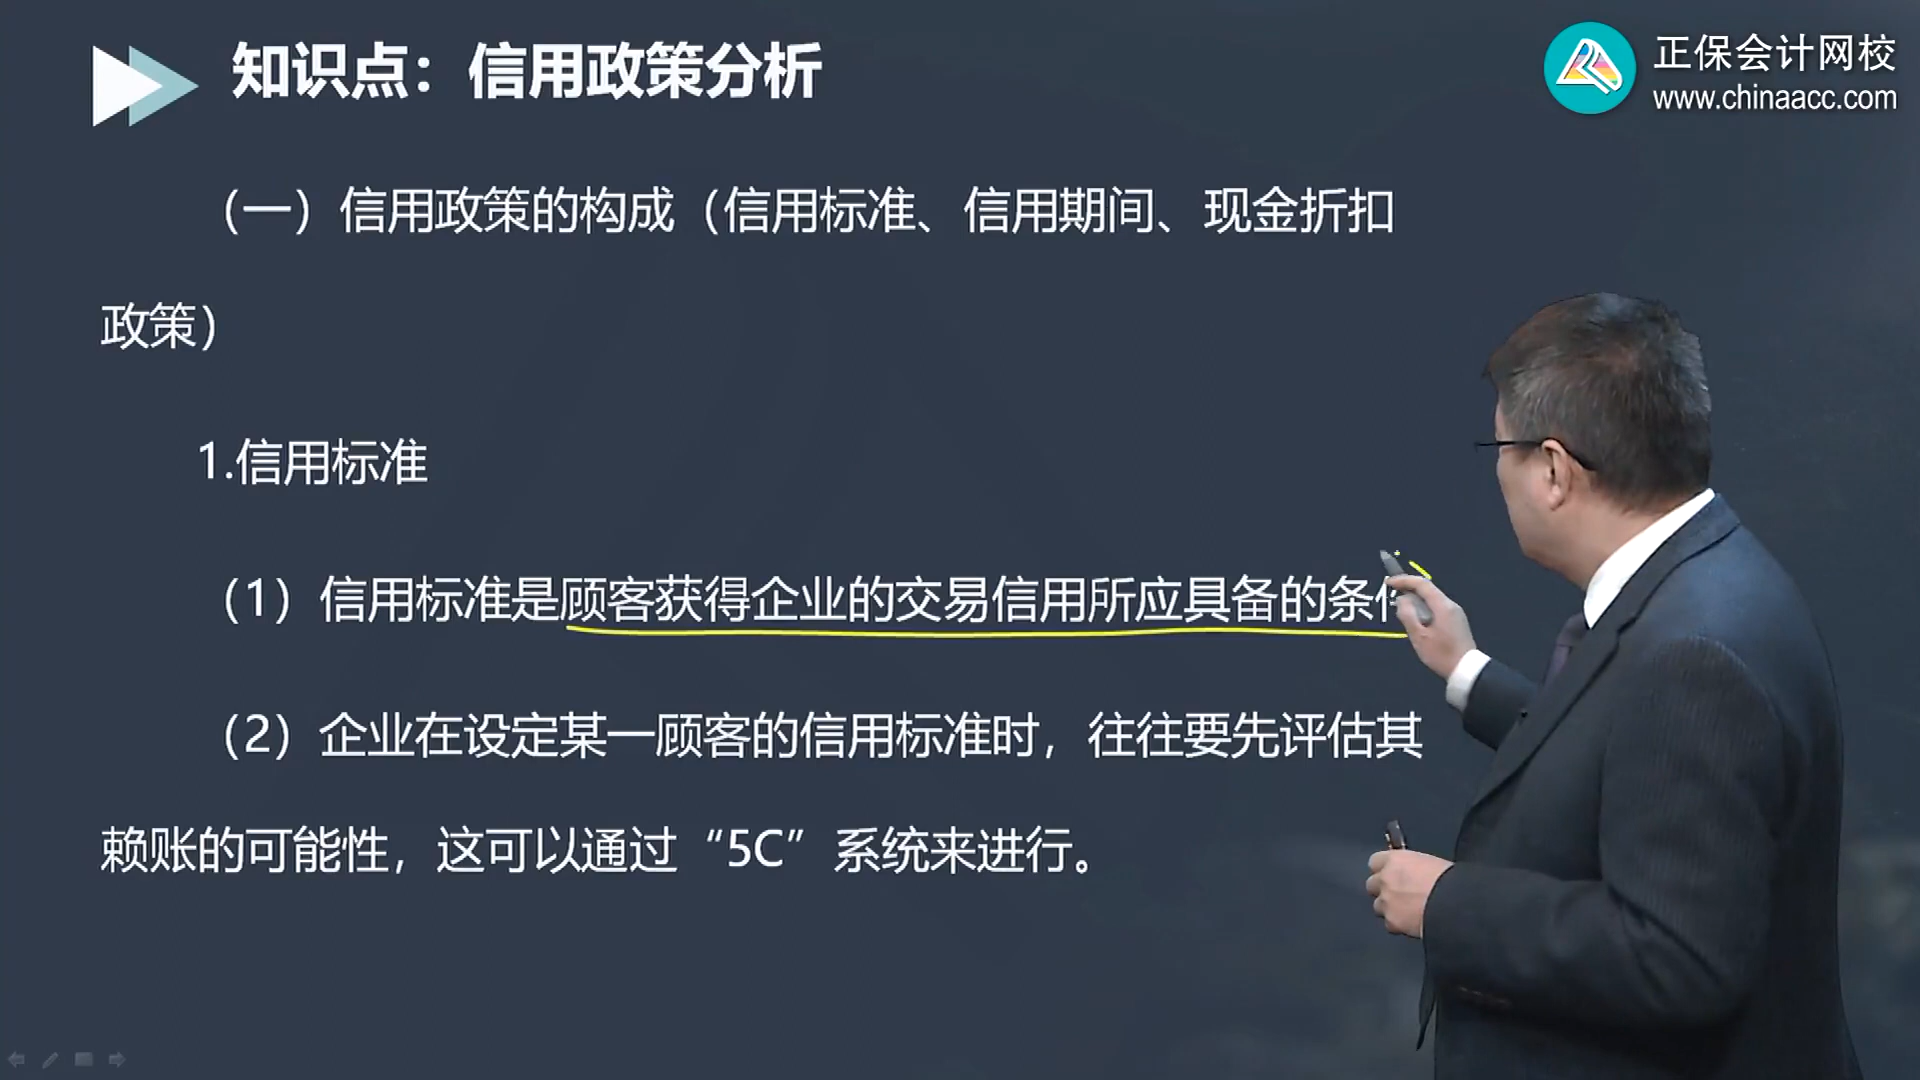 知识点：信用政策分析
正保会计网校
www.chinaacc.com
（一）信用政策的构成（信用标准、信用期间、现金折扣
政策）
1.信用标准
（1）信用标准是顾客获得企业的交易信用所应具备的条件
（2）企业在设定某一顾客的信用标准时，往往要先评估其
赖账的可能性，这可以通过“5C”系统来进行。